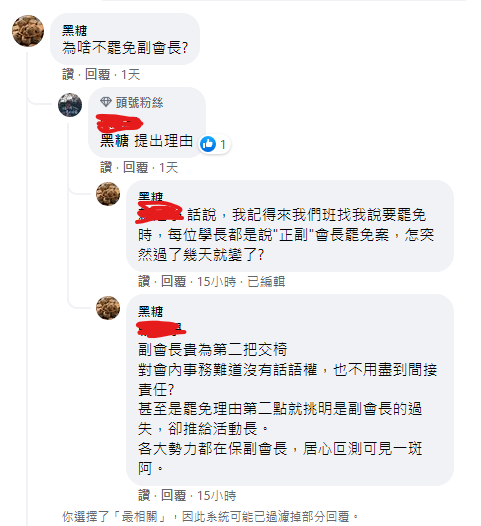 黑糖
為啥不罷免副會長?
讚·回覆·1天
頭號粉絲
黑糖 提出理由
1
讚·回覆·1天
黑糖
話說，我記得來我們班找我說要罷免
時，每位學長都是說"正副"會長罷免案，怎突
然過了幾天就變了?
讚·回覆·15小時·已編輯
黑糖
副會長貴為第二把交椅
對會內事務難道沒有話語權，也不用盡到間接
責任?
甚至是罷免理由第二點就挑明是副會長的過
失，卻推給活動長。
各大勢力都在保副會長，居心叵測可見一斑
阿。
讚·回覆·15小時
你選擇了「最相關」，因此系統可能已過濾掉部分回覆。